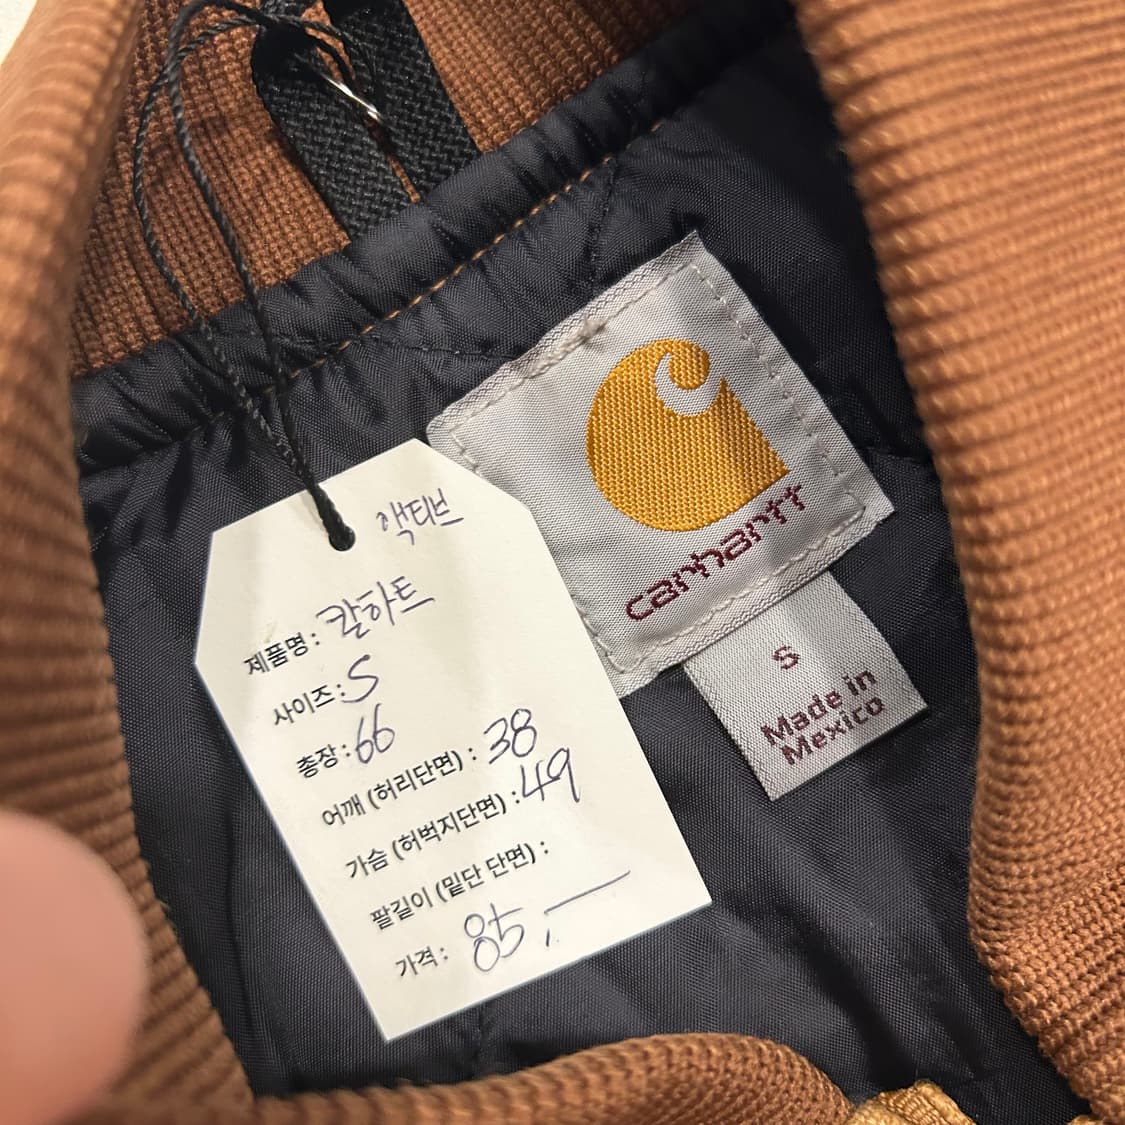 액티브
제품명 : 칼하트
사이즈 : S
총장 : 66
어깨 (허리단면) : 38
가슴 (허벅지단면) : 49
팔길이 (밑단 단면) :
가격 : 85,—
carhartt
S
Made in
Mexico